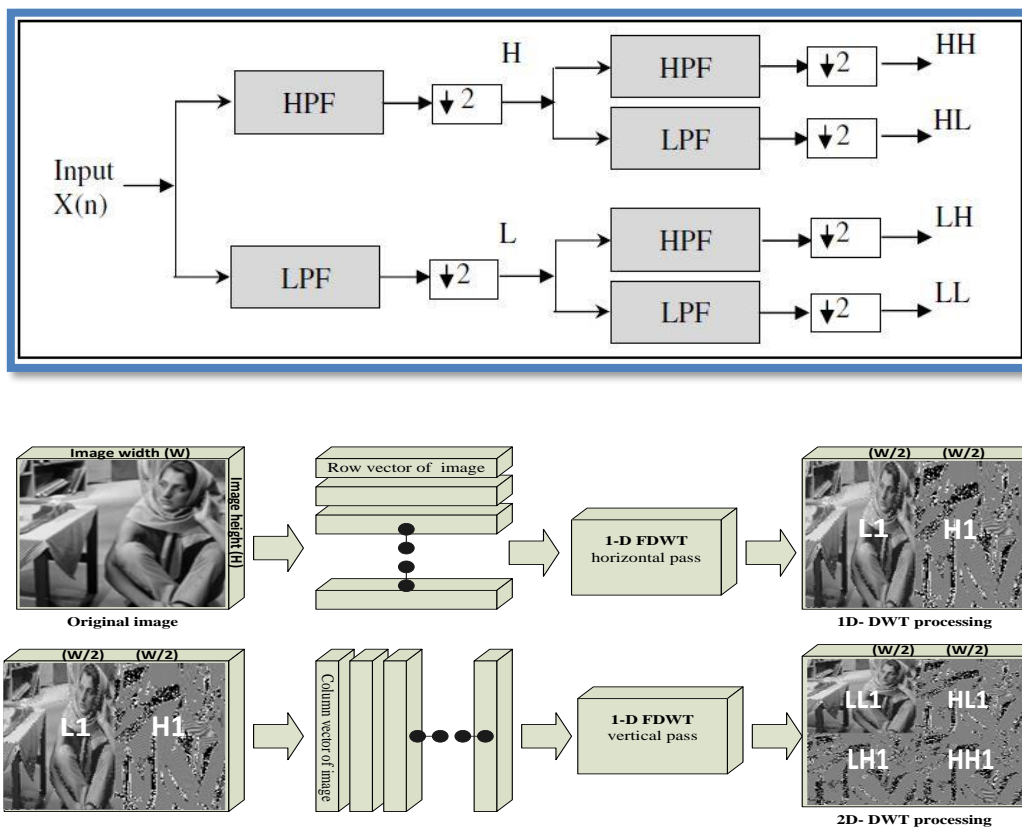 H
HPF
↓2
HPF
↓2
HH
LPF
↓2
HL
Input
X(n)
L
LPF
↓2
HPF
↓2
LH
LPF
↓2
LL
Image width (W)
Image height (H)
Original image
Row vector of image
1-D FDWT
horizontal pass
(W/2) (W/2)
L1 H1
1D- DWT processing
(W/2) (W/2)
L1 H1
Column vector of image
1-D FDWT
vertical pass
(W/2) (W/2)
LL1 HL1
LH1 HH1
2D- DWT processing